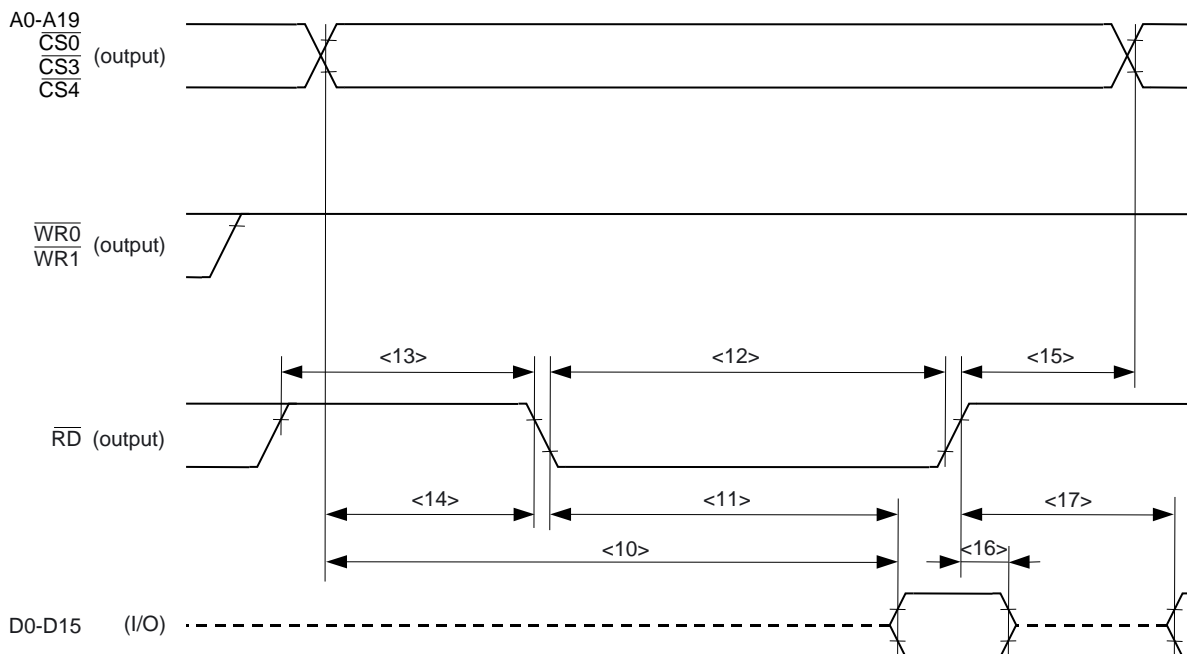 A0-A19
CS0
CS3
CS4
(output)
WR0
WR1
(output)
<13>
<12>
<15>
RD (output)
<14>
<11>
<17>
<10>
<16>
D0-D15 (I/O)